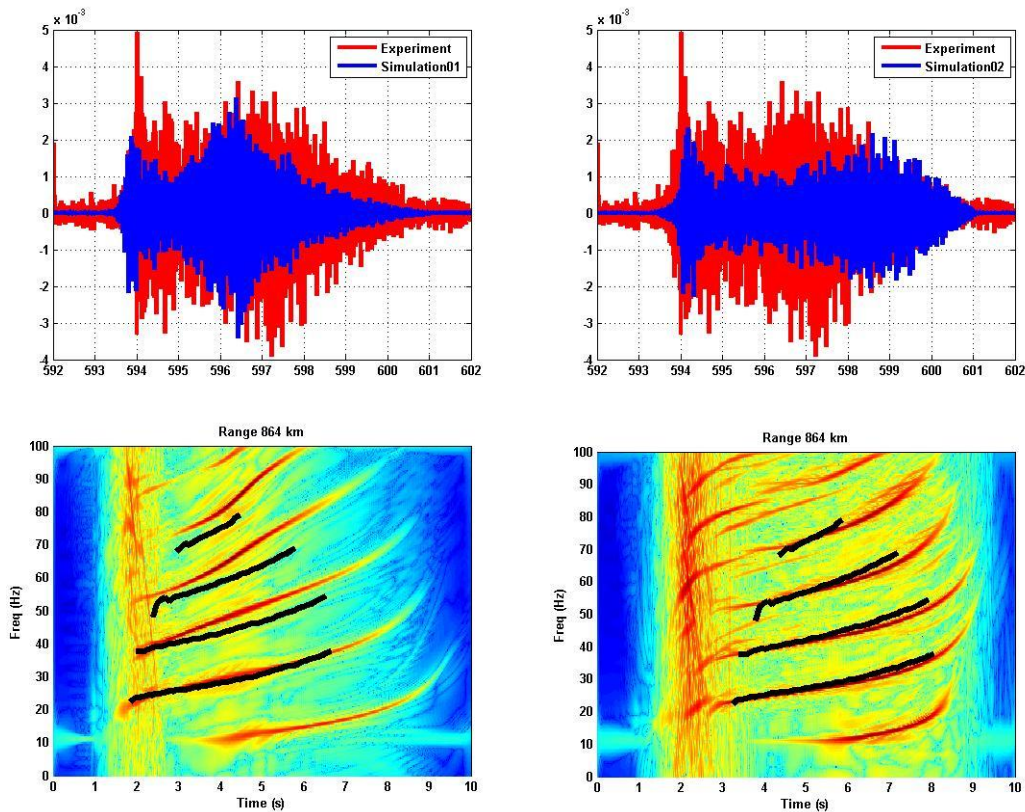 x 10⁻³
5
4
3
2
1
0
-1
-2
-3
-4
592 593 594 595 596 597 598 599 600 601 602
Experiment
Simulation01
x 10⁻³
5
4
3
2
1
0
-1
-2
-3
-4
592 593 594 595 596 597 598 599 600 601 602
Experiment
Simulation02
Range 864 km
Freq (Hz)
100
90
80
70
60
50
40
30
20
10
0
0 1 2 3 4 5 6 7 8 9 10
Time (s)
Range 864 km
Freq (Hz)
100
90
80
70
60
50
40
30
20
10
0
0 1 2 3 4 5 6 7 8 9 10
Time (s)